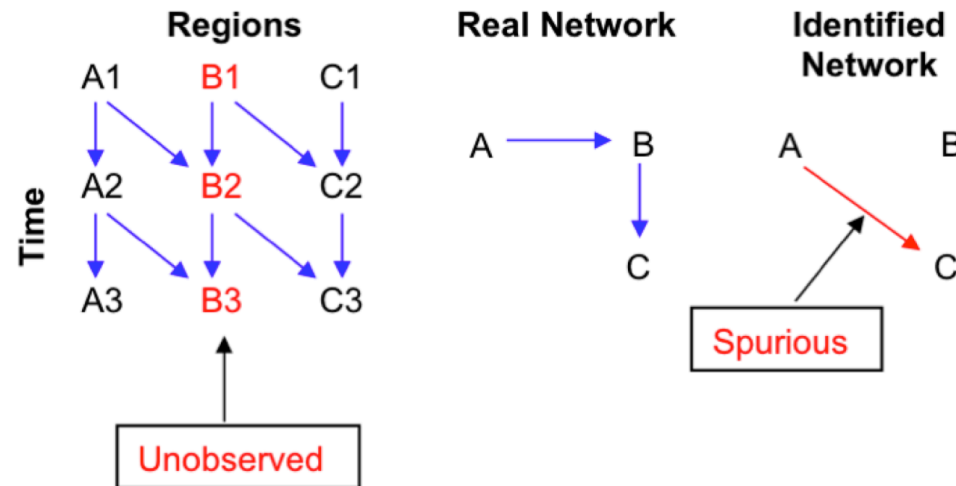 Regions
Real Network
Identified
Network
A1 B1 C1
A B A B
Time
A2 B2 C2
C C
A3 B3 C3
Spurious
Unobserved